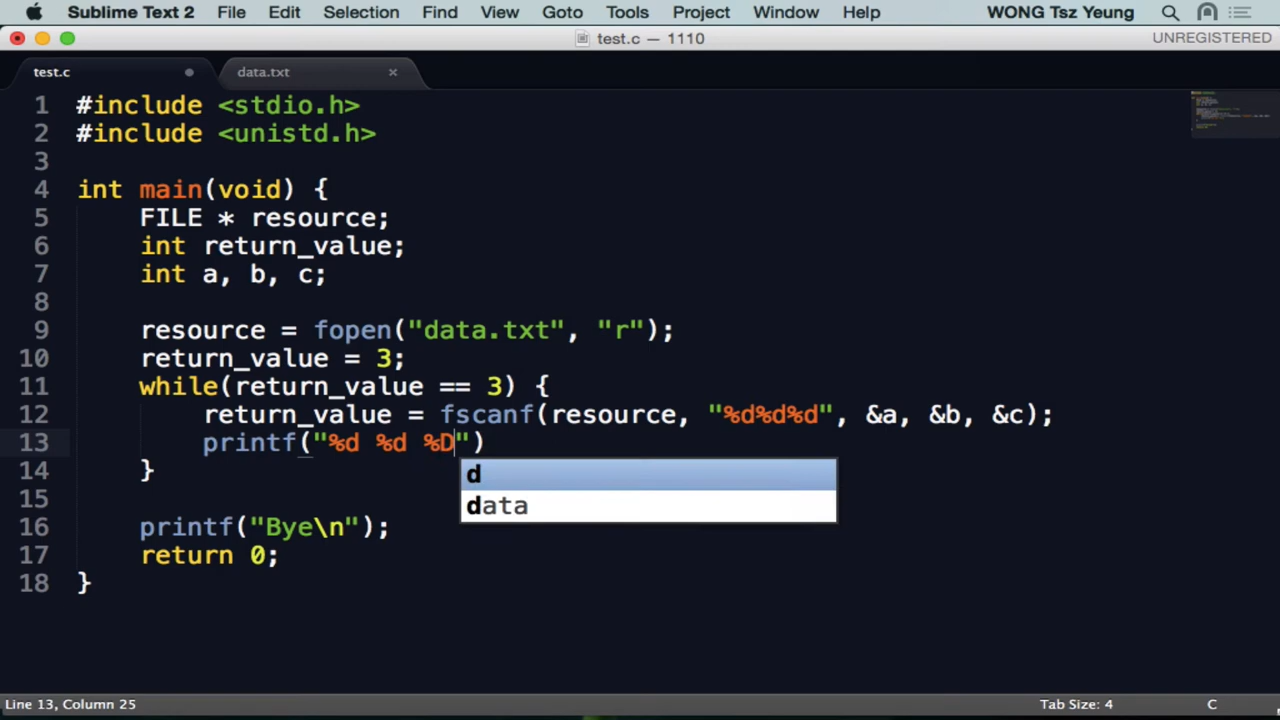 Sublime Text 2 File Edit Selection Find View Goto Tools Project Window Help WONG Tsz Yeung
test.c — 1110 UNREGISTERED
test.c data.txt ×
1 #include <stdio.h>
2 #include <unistd.h>
3
4 int main(void) {
5 FILE * resource;
6 int return_value;
7 int a, b, c;
8
9 resource = fopen("data.txt", "r");
10 return_value = 3;
11 while(return_value == 3) {
12 return_value = fscanf(resource, "%d%d%d", &a, &b, &c);
13 printf("%d %d %D")
d
14 }
data
15
16 printf("Bye\n");
17 return 0;
18 }
Line 13, Column 25 Tab Size: 4 C